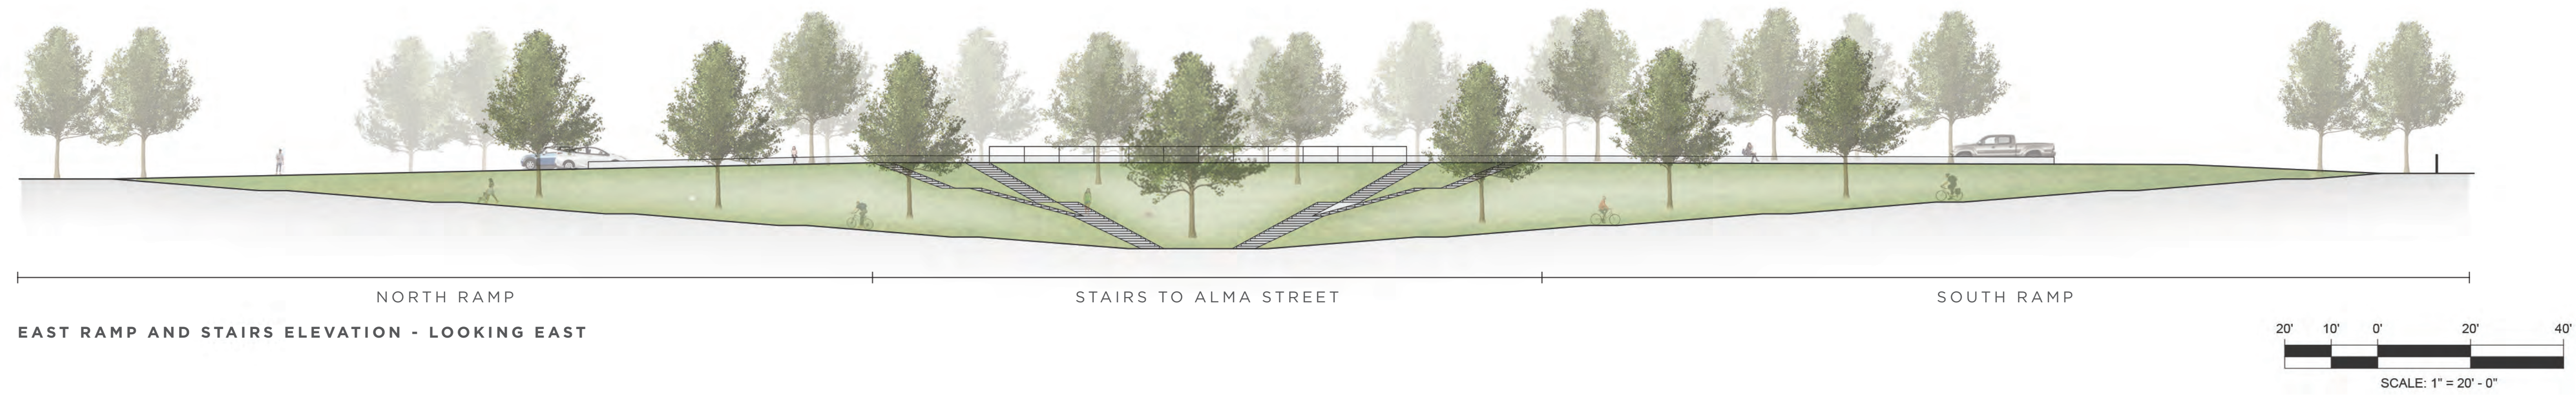 NORTH RAMP
STAIRS TO ALMA STREET
SOUTH RAMP
EAST RAMP AND STAIRS ELEVATION - LOOKING EAST
20' 10' 0' 20' 40'
SCALE: 1" = 20' - 0"